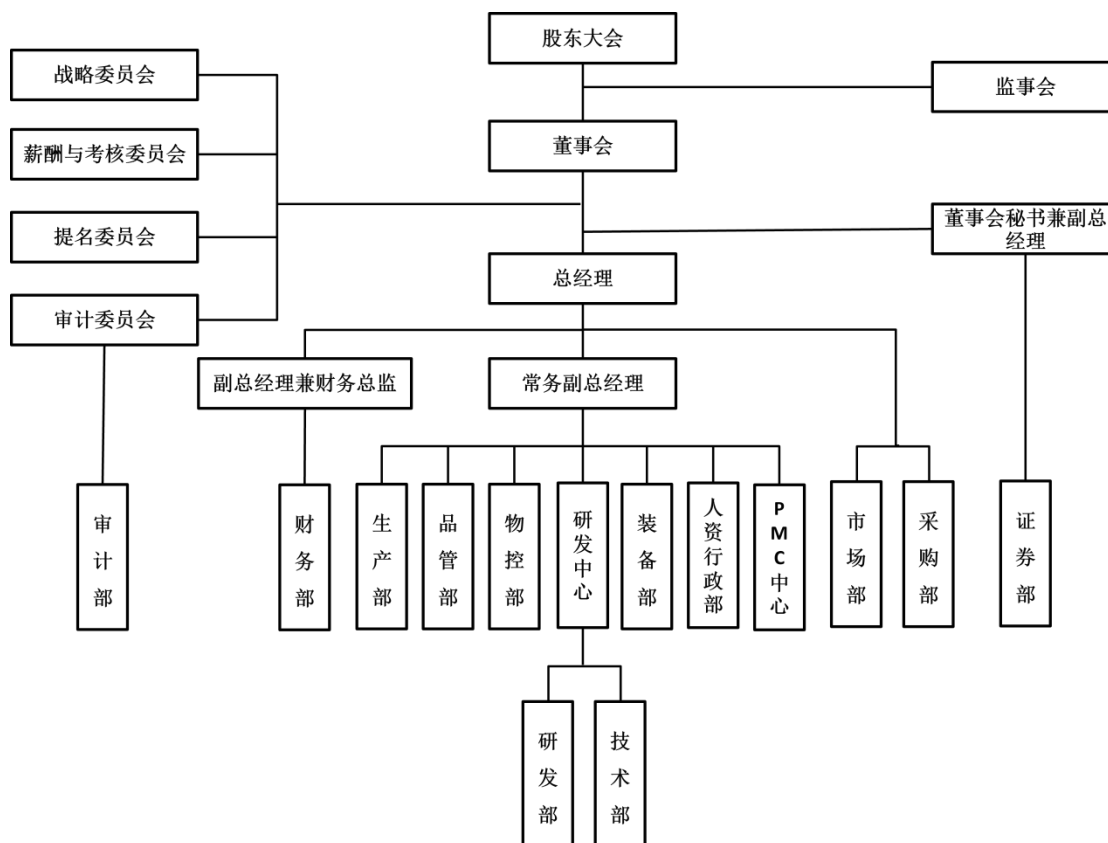 股东大会
战略委员会
监事会
薪酬与考核委员会
董事会
提名委员会
董事会秘书兼副总
经理
总经理
审计委员会
副总经理兼财务总监
常务副总经理
审计部
财务部
生产部
品管部
物控部
研发中心
装备部
人资行政部
PMC中心
市场部
采购部
证券部
研发部
技术部